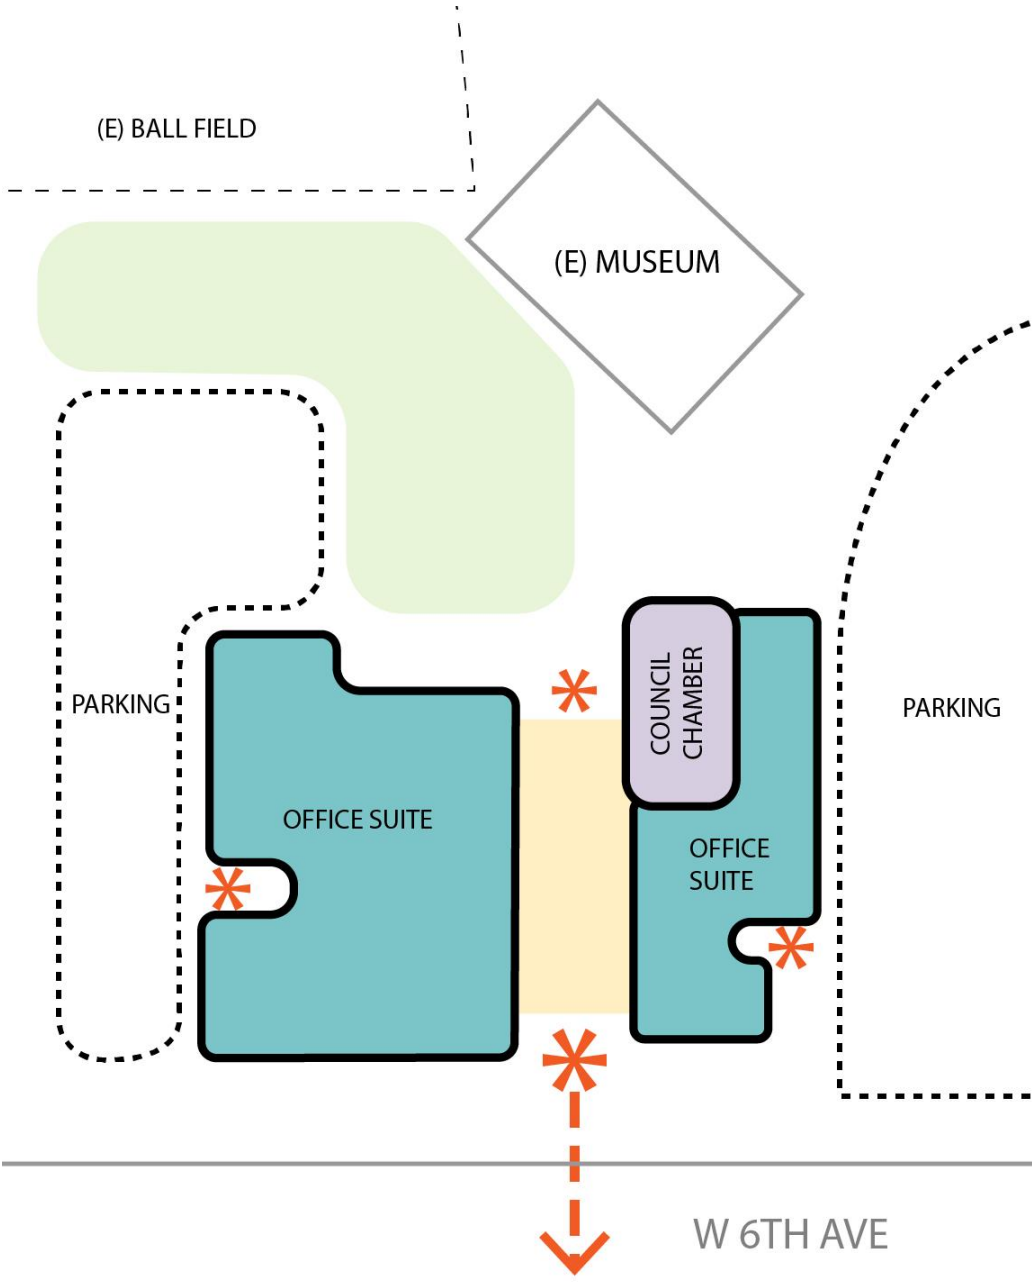 (E) BALL FIELD
(E) MUSEUM
COUNCIL
CHAMBER
PARKING
PARKING
OFFICE SUITE
OFFICE
SUITE
W 6TH AVE